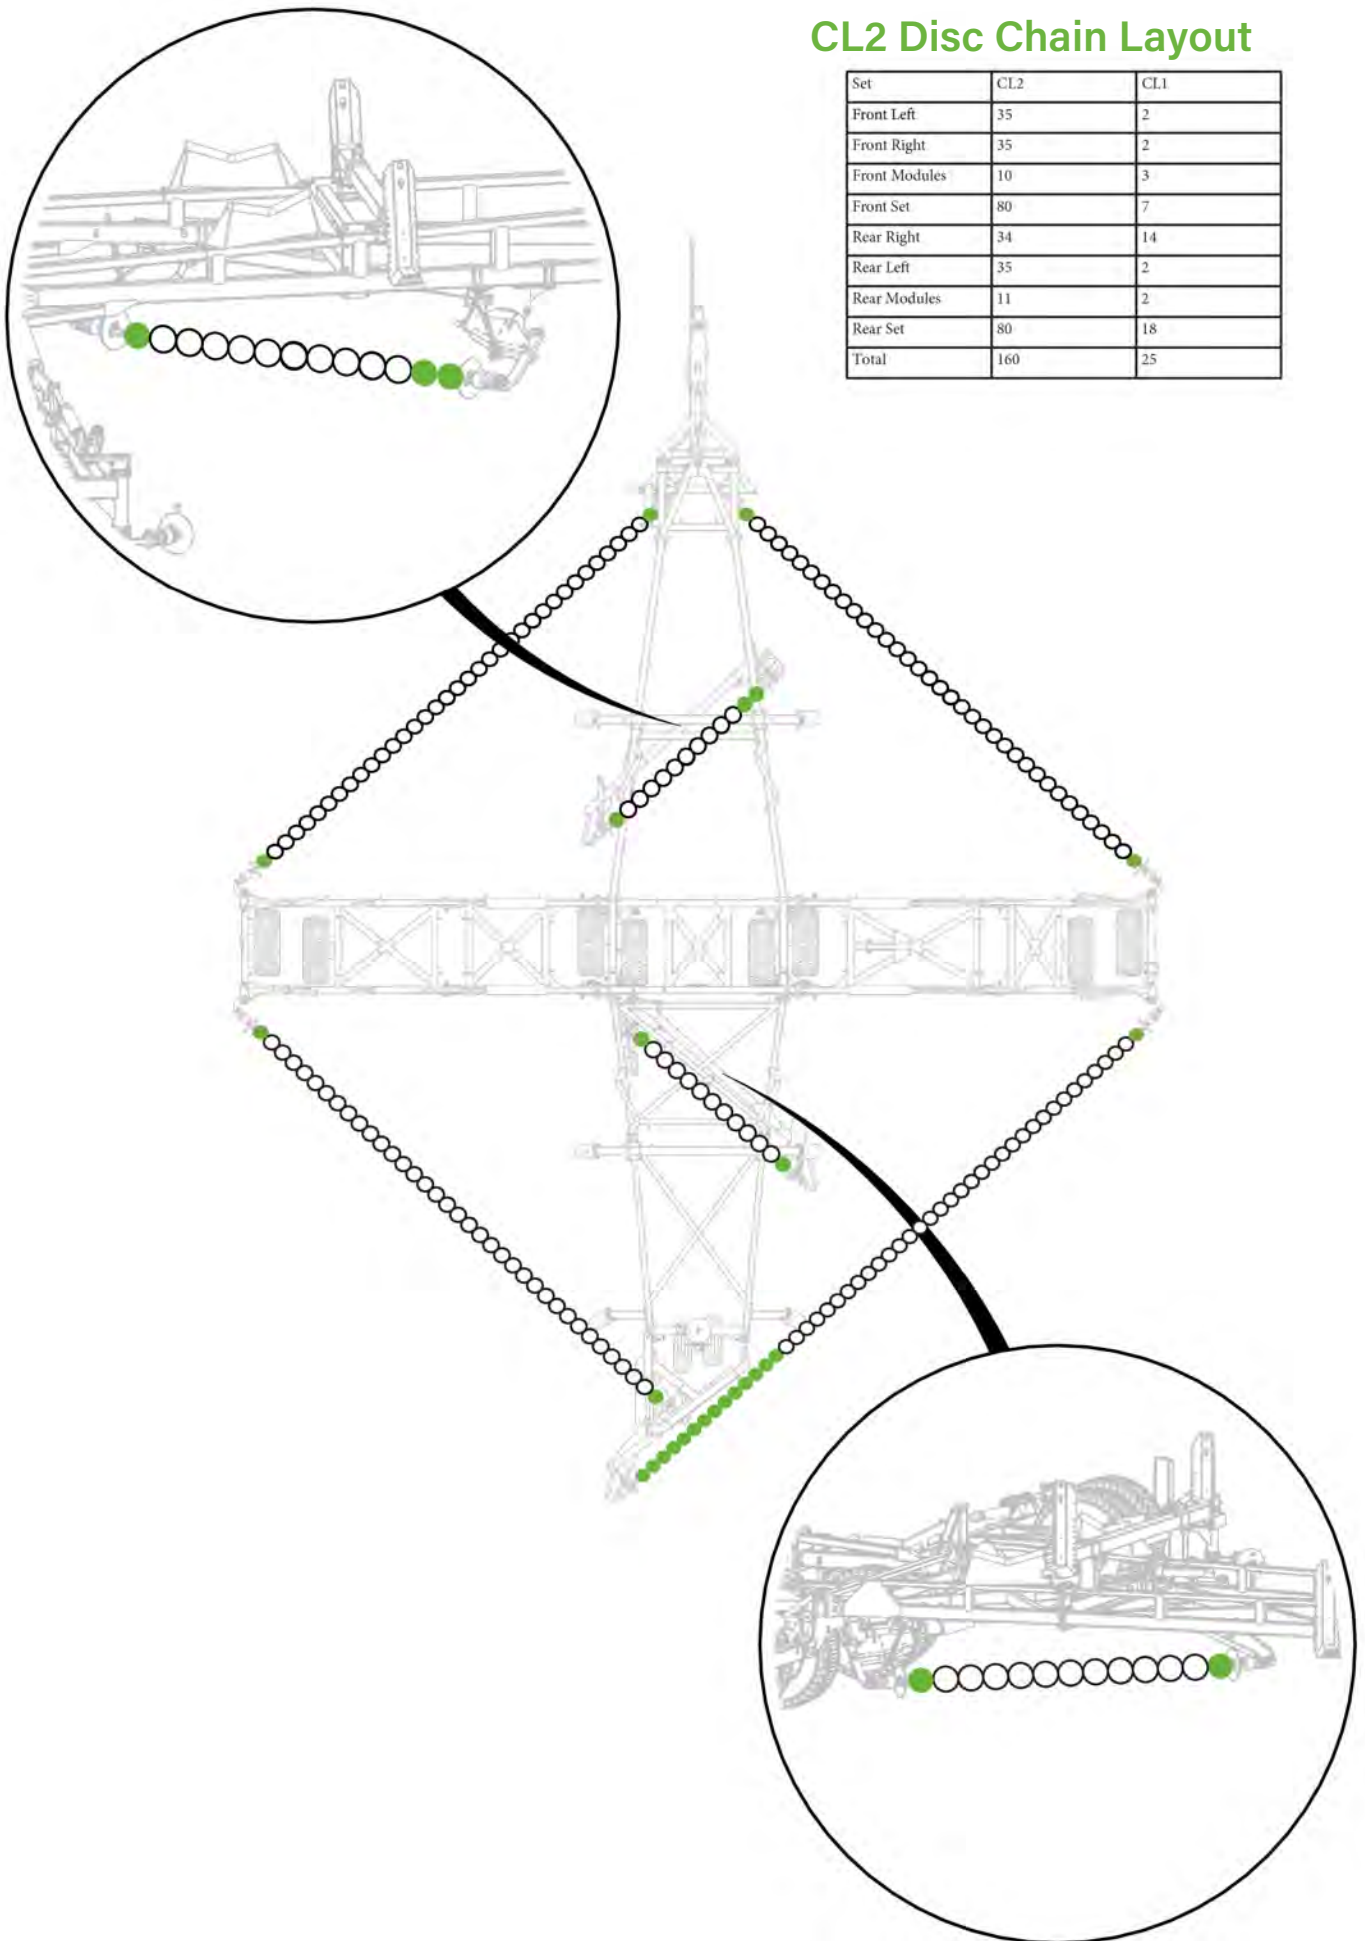 CL2 Disc Chain Layout
Set CL2 CL1
Front Left 35 2
Front Right 35 2
Front Modules 10 3
Front Set 80 7
Rear Right 34 14
Rear Left 35 2
Rear Modules 11 2
Rear Set 80 18
Total 160 25